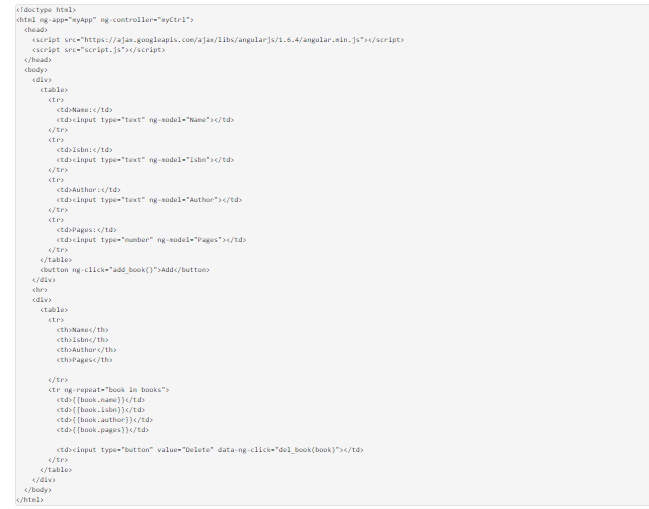 <!doctype html>
<html ng-app="myApp" ng-controller="myCtrl">
<head>
<script src="https://ajax.googleapis.com/ajax/libs/angularjs/1.6.4/angular.min.js"></script>
<script src="script.js"></script>
</head>
<body>
<div>
<table>
<tr>
<td>Name:</td>
<td><input type="text" ng-model="Name"></td>
</tr>
<tr>
<td>Isbn:</td>
<td><input type="text" ng-model="Isbn"></td>
</tr>
<tr>
<td>Author:</td>
<td><input type="text" ng-model="Author"></td>
</tr>
<tr>
<td>Pages:</td>
<td><input type="number" ng-model="Pages"></td>
</tr>
</table>
<button ng-click="add_book()">Add</button>
</div>
<hr>
<div>
<table>
<tr>
<th>Name</th>
<th>Isbn</th>
<th>Author</th>
<th>Pages</th>
</tr>
<tr ng-repeat="book in books">
<td>{{book.name}}</td>
<td>{{book.isbn}}</td>
<td>{{book.author}}</td>
<td>{{book.pages}}</td>
<td><input type="button" value="Delete" data-ng-click="del_book(book)"></td>
</tr>
</table>
</div>
</body>
</html>